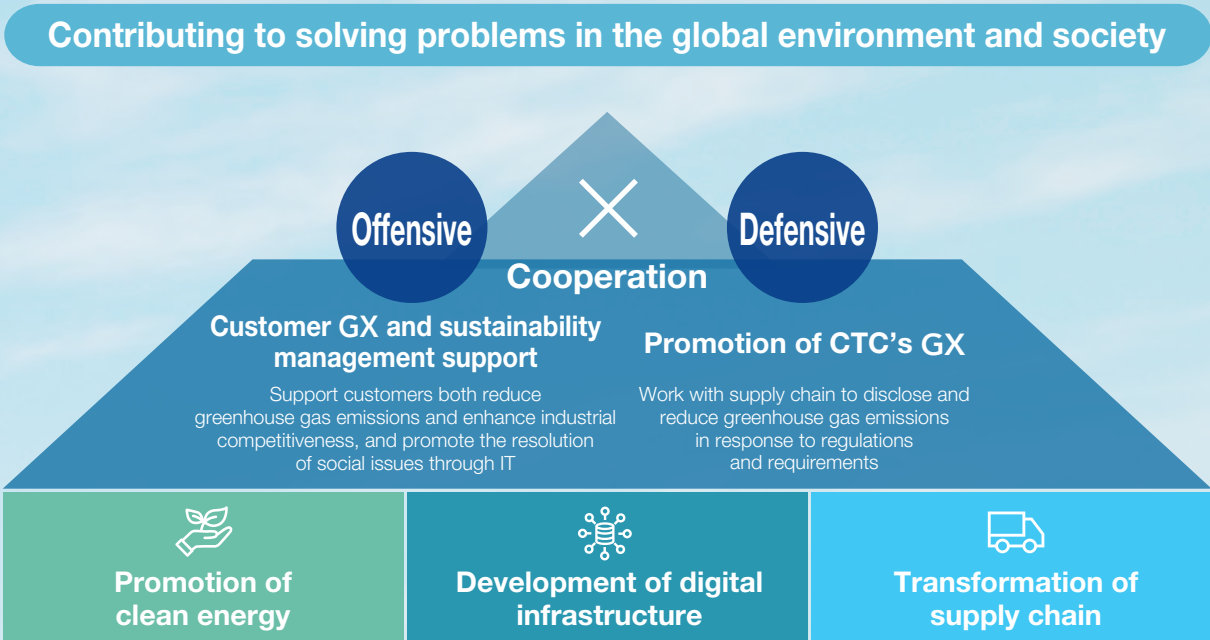 Contributing to solving problems in the global environment and society
Offensive
Defensive
Cooperation
Customer GX and sustainability
management support
Support customers both reduce
greenhouse gas emissions and enhance industrial
competitiveness, and promote the resolution
of social issues through IT
Promotion of CTC's GX
Work with supply chain to disclose and
reduce greenhouse gas emissions
in response to regulations
and requirements
Promotion of
clean energy
Development of digital
infrastructure
Transformation of
supply chain